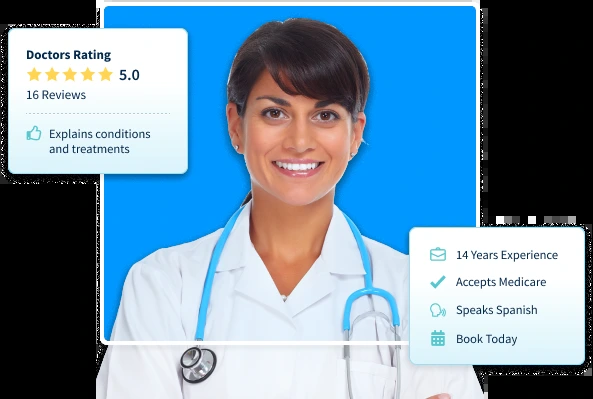 Doctors Rating
5.0
16 Reviews
Explains conditions
and treatments
14 Years Experience
Accepts Medicare
Speaks Spanish
Book Today